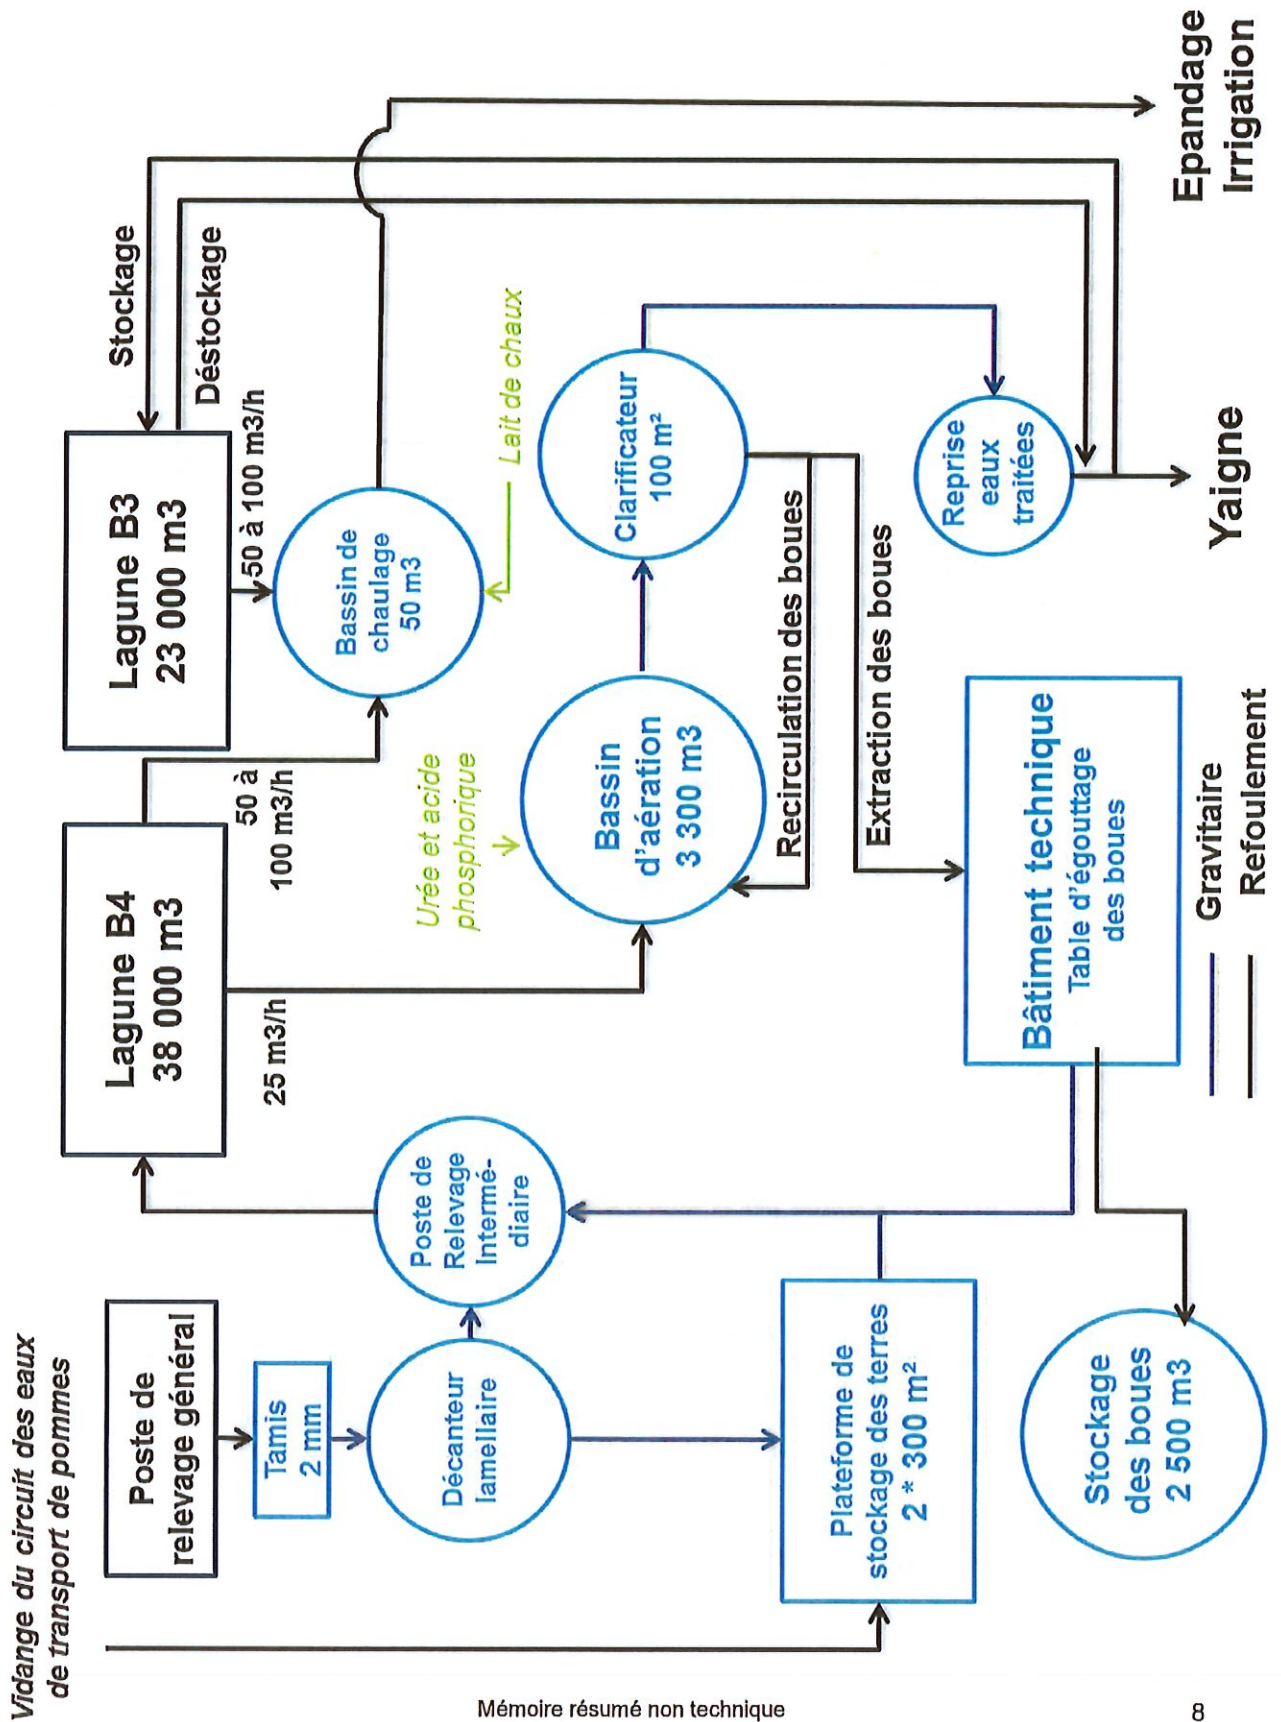 Vidange du circuit des eaux
de transport de pommes
Poste de
relevage général
Tamis
2 mm
Décanteur
lamellaire
Plateforme de
stockage des terres
2 * 300 m²
Stockage
des boues
2 500 m3
Poste de
Relevage
Intermé-
diaire
Lagune B4
38 000 m3
25 m3/h
50 à
100 m3/h
Urée et acide
phosphorique
Bassin
d'aération
3 300 m3
Recirculation des boues
Extraction des boues
Bâtiment technique
Table d'égouttage
des boues
Gravitaire
Refoulement
Lagune B3
23 000 m3
50 à 100 m3/h
Stockage
Déstockage
Bassin de
chaulage
50 m3
Lait de chaux
Clarificateur
100 m²
Reprise
eaux
traitées
Yaigne
Epandage
Irrigation
Mémoire résumé non technique
8